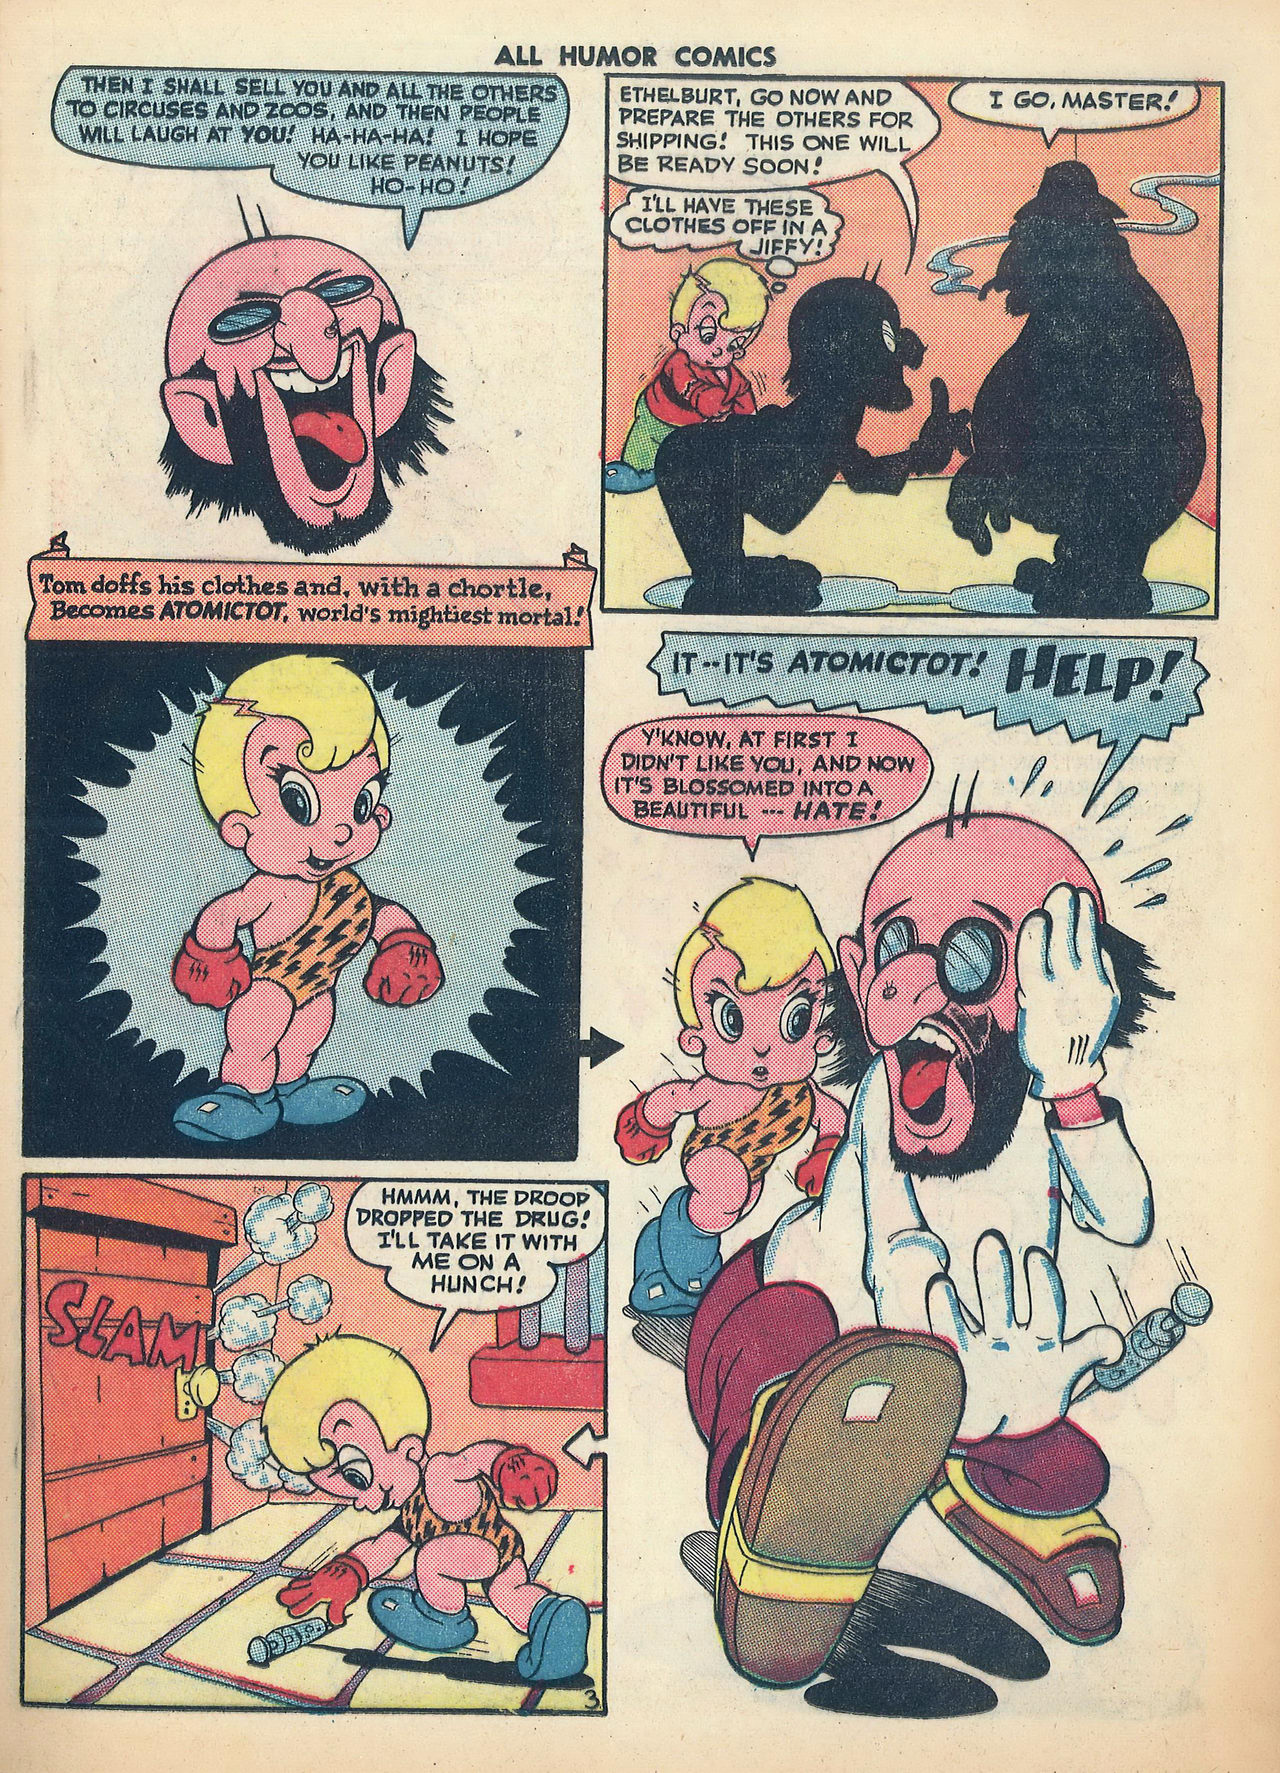 ALL HUMOR COMICS
THEN I SHALL SELL YOU AND ALL THE OTHERS
TO CIRCUSES AND ZOOS, AND THEN PEOPLE
WILL LAUGH AT YOU! HA-HA-HA! I HOPE
YOU LIKE PEANUTS!
HO-HO!
ETHELBURT, GO NOW AND
PREPARE THE OTHERS FOR
SHIPPING! THIS ONE WILL
BE READY SOON!
I GO, MASTER!
I'LL HAVE THESE
CLOTHES OFF IN A
JIFFY!
Tom doffs his clothes and, with a chortle,
Becomes ATOMICTOT, world's mightiest mortal!
IT--IT'S ATOMICTOT! HELP!
Y'KNOW, AT FIRST I
DIDN'T LIKE YOU, AND NOW
IT'S BLOSSOMED INTO A
BEAUTIFUL --- HATE!
HMMM, THE DROOP
DROPPED THE DRUG!
I'LL TAKE IT WITH
ME ON A
HUNCH!
SLAM
3